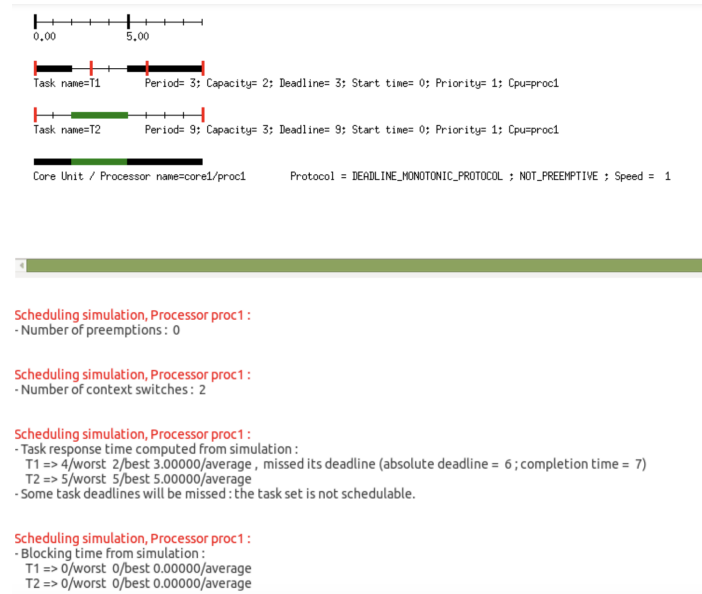 0.00 5.00
Task name=T1 Period= 3; Capacity= 2; Deadline= 3; Start time= 0; Priority= 1; Cpu=proc1
Task name=T2 Period= 9; Capacity= 3; Deadline= 9; Start time= 0; Priority= 1; Cpu=proc1
Core Unit / Processor name=core1/proc1 Protocol = DEADLINE_MONOTONIC_PROTOCOL ; NOT_PREEMPTIVE ; Speed = 1
Scheduling simulation, Processor proc1 :
- Number of preemptions : 0
Scheduling simulation, Processor proc1 :
- Number of context switches : 2
Scheduling simulation, Processor proc1 :
- Task response time computed from simulation :
T1 => 4/worst 2/best 3.00000/average , missed its deadline (absolute deadline = 6 ; completion time = 7)
T2 => 5/worst 5/best 5.00000/average
- Some task deadlines will be missed : the task set is not schedulable.
Scheduling simulation, Processor proc1 :
- Blocking time from simulation :
T1 => 0/worst 0/best 0.00000/average
T2 => 0/worst 0/best 0.00000/average